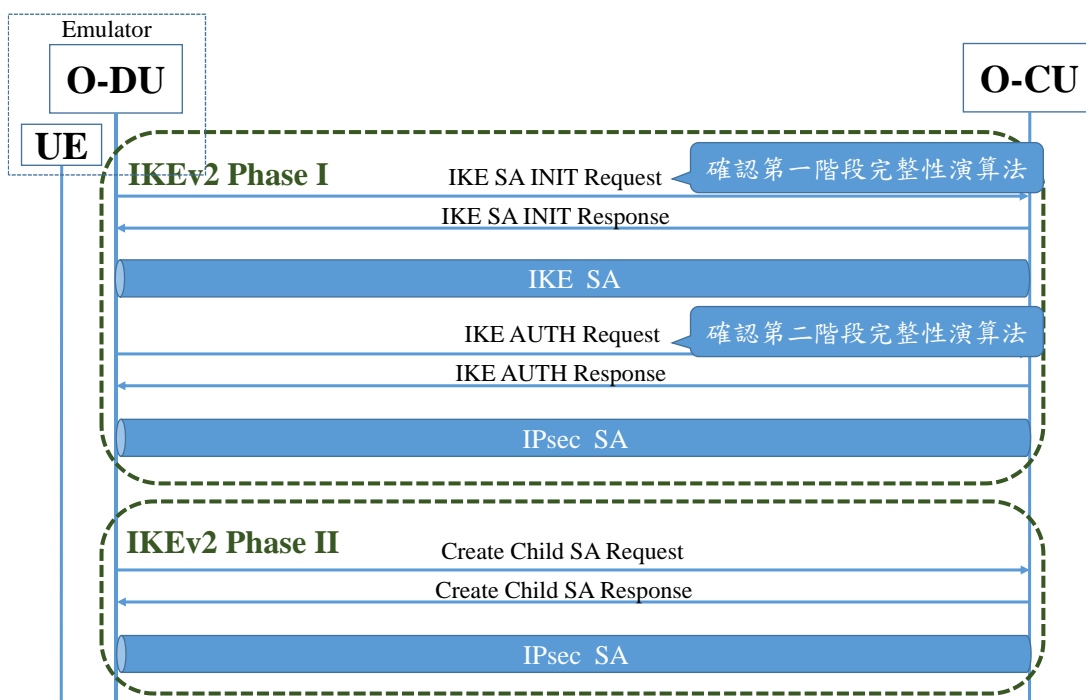 Emulator
O-DU
O-CU
UE
IKEv2 Phase I
IKE SA INIT Request
確認第一階段完整性演算法
IKE SA INIT Response
IKE SA
IKE AUTH Request
確認第二階段完整性演算法
IKE AUTH Response
IPsec SA
IKEv2 Phase II
Create Child SA Request
Create Child SA Response
IPsec SA